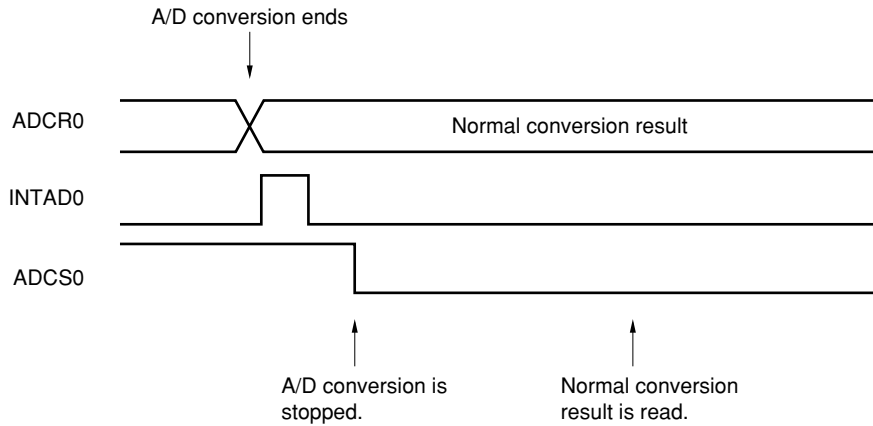 A/D conversion ends
ADCR0
Normal conversion result
INTAD0
ADCS0
A/D conversion is
stopped.
Normal conversion
result is read.